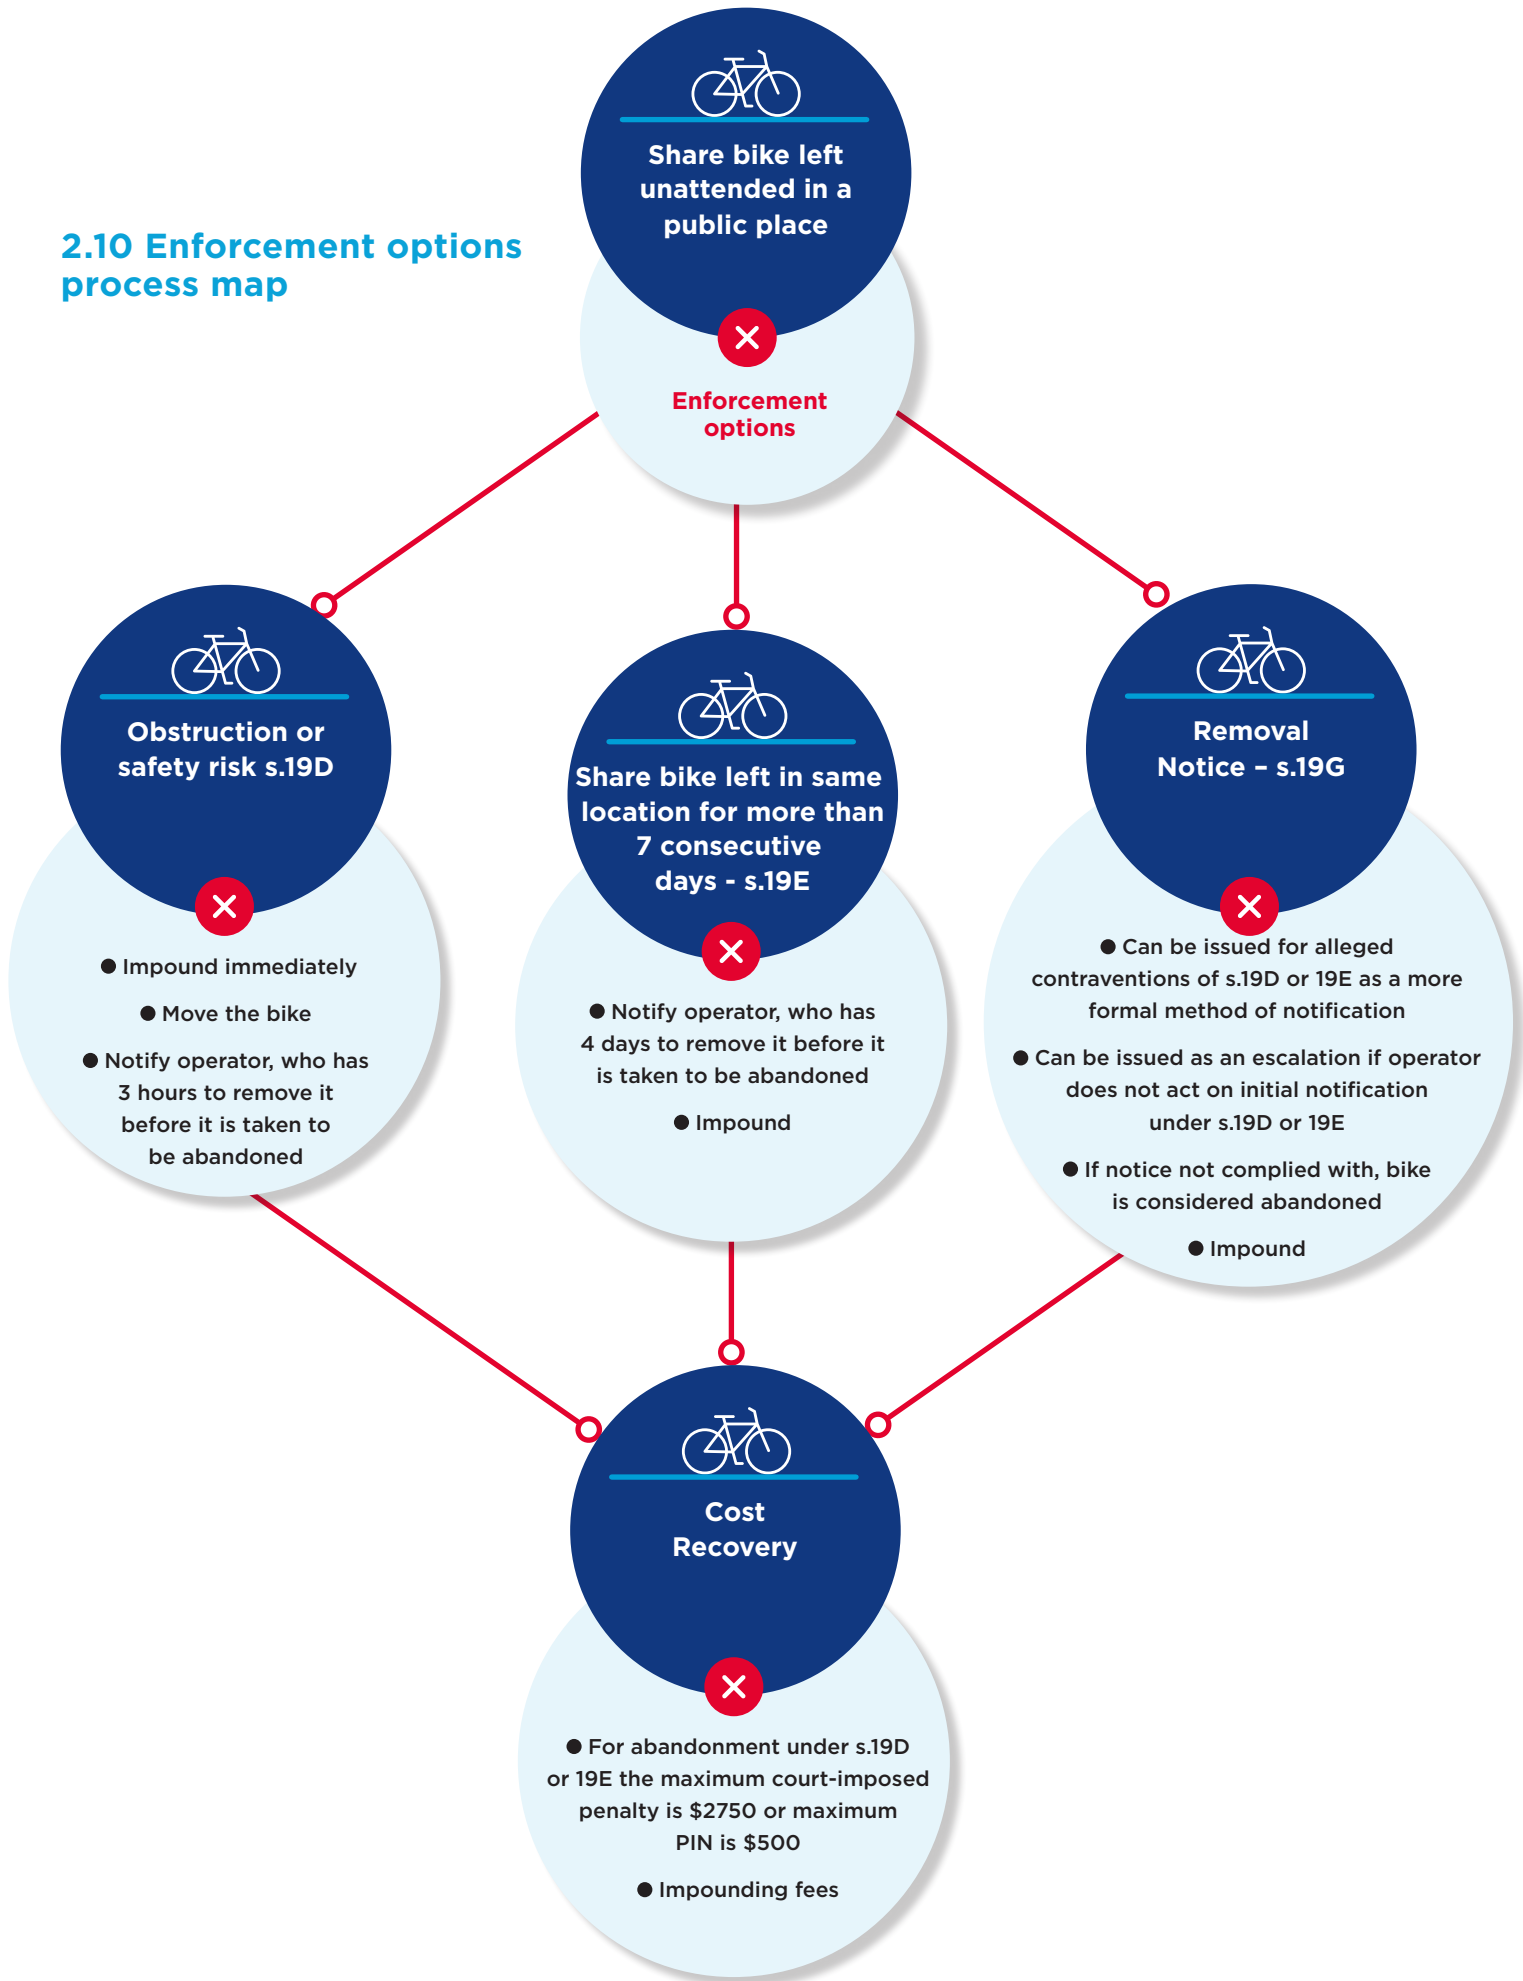 Share bike left
unattended in a
public place
2.10 Enforcement options
process map
Enforcement
options
Obstruction or
safety risk s.19D
● Impound immediately
● Move the bike
● Notify operator, who has
3 hours to remove it
before it is taken to
be abandoned
Share bike left in same
location for more than
7 consecutive
days - s.19E
● Notify operator, who has
4 days to remove it before it
is taken to be abandoned
● Impound
Removal
Notice – s.19G
● Can be issued for alleged
contraventions of s.19D or 19E as a more
formal method of notification
● Can be issued as an escalation if operator
does not act on initial notification
under s.19D or 19E
● If notice not complied with, bike
is considered abandoned
● Impound
Cost
Recovery
● For abandonment under s.19D
or 19E the maximum court-imposed
penalty is $2750 or maximum
PIN is $500
● Impounding fees